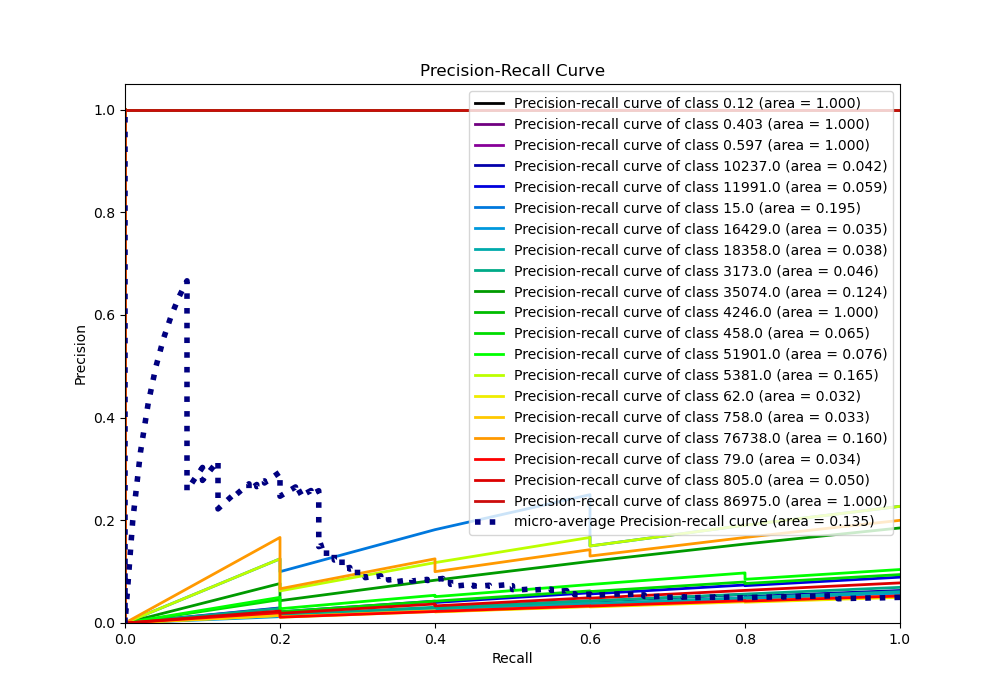 Precision-Recall Curve
Precision
1.0
0.8
0.6
0.4
0.2
0.0
Precision-recall curve of class 0.12 (area = 1.000)
Precision-recall curve of class 0.403 (area = 1.000)
Precision-recall curve of class 0.597 (area = 1.000)
Precision-recall curve of class 10237.0 (area = 0.042)
Precision-recall curve of class 11991.0 (area = 0.059)
Precision-recall curve of class 15.0 (area = 0.195)
Precision-recall curve of class 16429.0 (area = 0.035)
Precision-recall curve of class 18358.0 (area = 0.038)
Precision-recall curve of class 3173.0 (area = 0.046)
Precision-recall curve of class 35074.0 (area = 0.124)
Precision-recall curve of class 4246.0 (area = 1.000)
Precision-recall curve of class 458.0 (area = 0.065)
Precision-recall curve of class 51901.0 (area = 0.076)
Precision-recall curve of class 5381.0 (area = 0.165)
Precision-recall curve of class 62.0 (area = 0.032)
Precision-recall curve of class 758.0 (area = 0.033)
Precision-recall curve of class 76738.0 (area = 0.160)
Precision-recall curve of class 79.0 (area = 0.034)
Precision-recall curve of class 805.0 (area = 0.050)
Precision-recall curve of class 86975.0 (area = 1.000)
micro-average Precision-recall curve (area = 0.135)
0.0 0.2 0.4 0.6 0.8 1.0
Recall